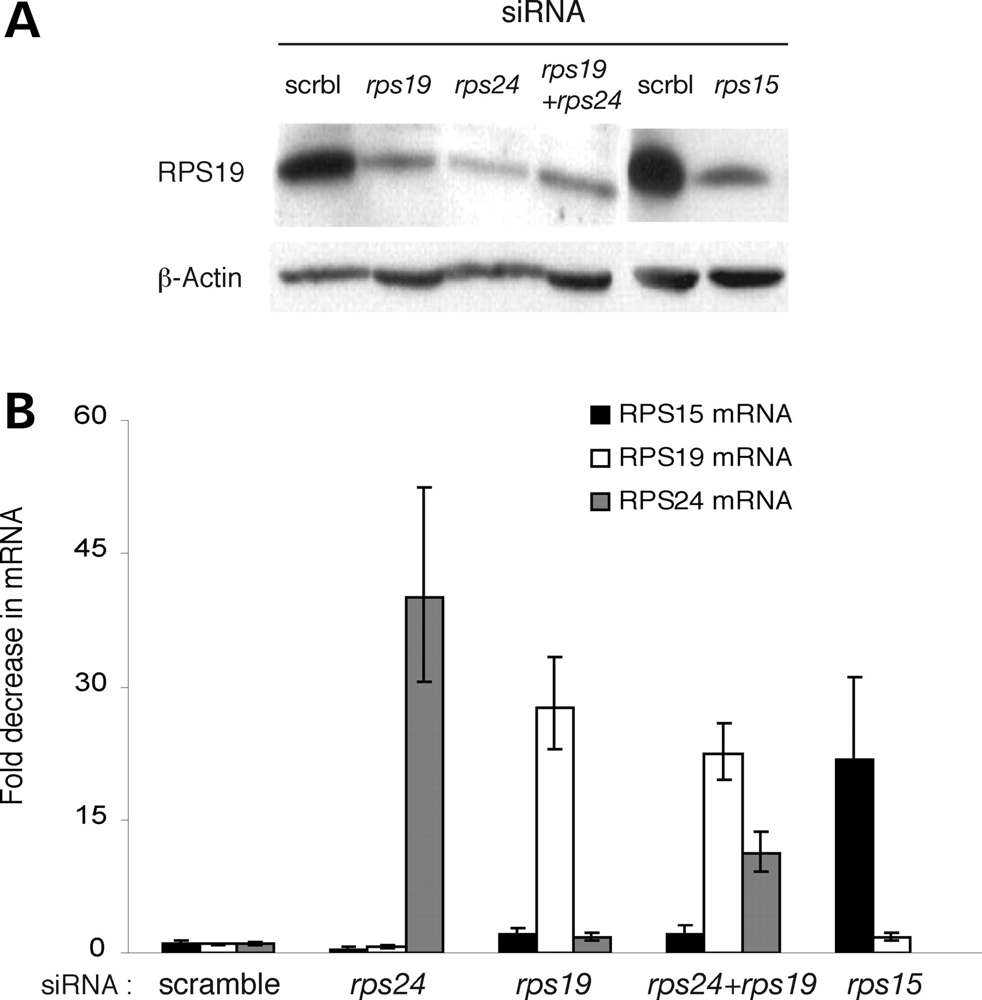 A
siRNA
scrbl rps19 rps24 rps19 +rps24 scrbl rps15
RPS19
β-Actin
B
Fold decrease in mRNA
60
45
30
15
0
RPS15 mRNA
RPS19 mRNA
RPS24 mRNA
siRNA : scramble rps24 rps19 rps24+rps19 rps15